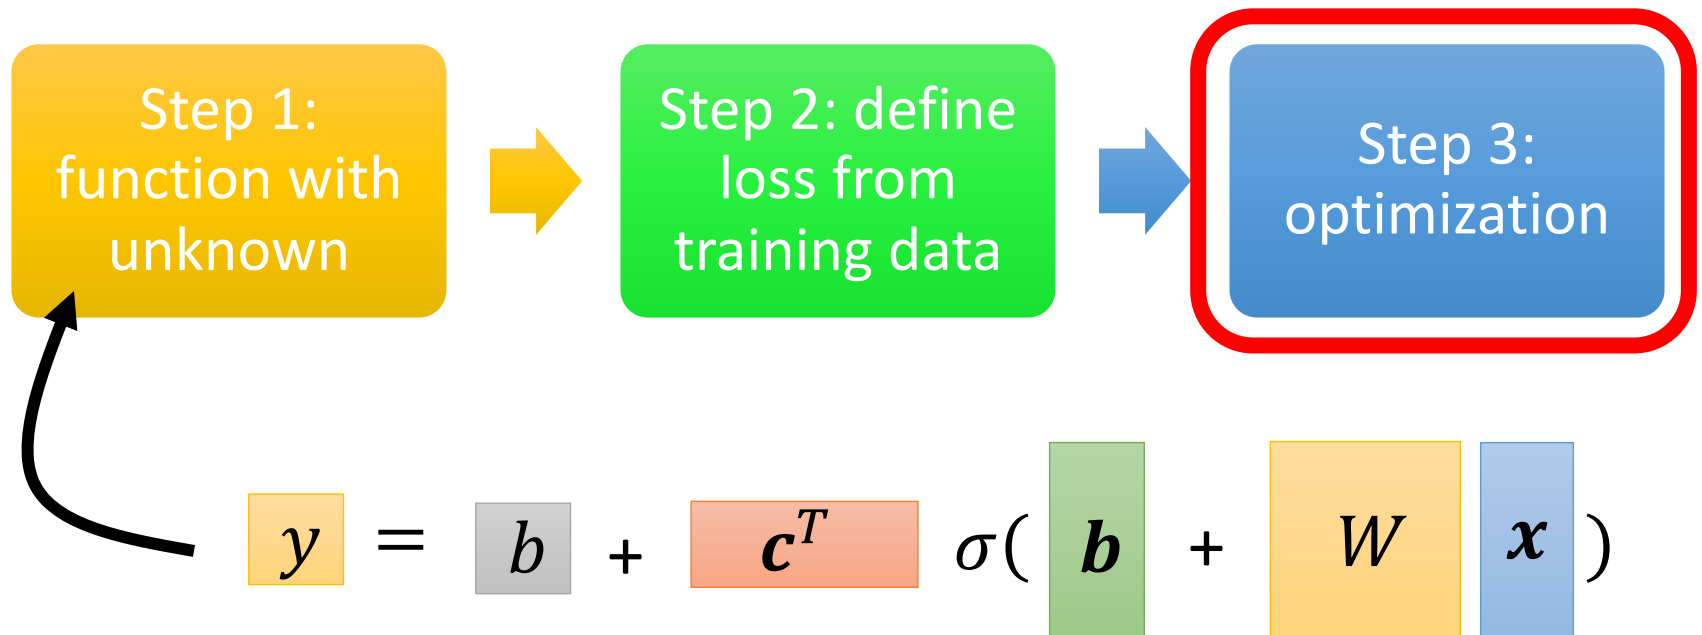 Step 1:
function with
unknown
Step 2: define
loss from
training data
Step 3:
optimization
y = b + c^T σ( b + W x )